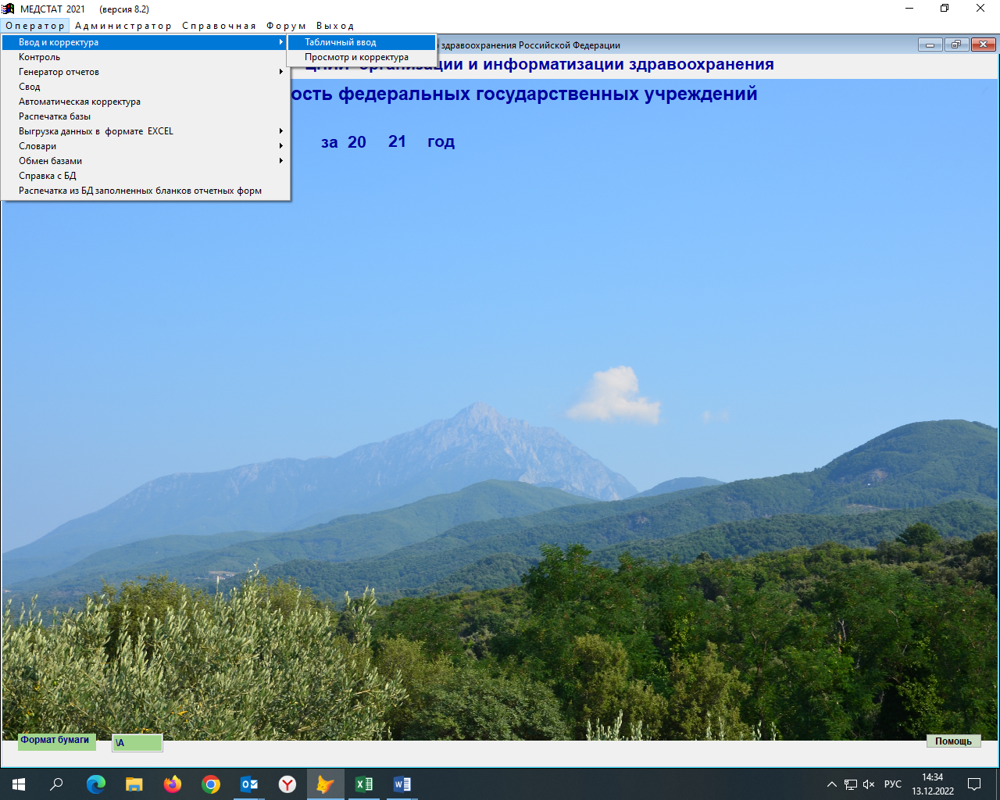 МЕДСТАТ 2021 (версия 8.2)
Оператор Администратор Справочная Форум Выход
Ввод и корректура
Контроль
Генератор отчетов
Свод
Автоматическая корректура
Распечатка базы
Выгрузка данных в формате EXCEL
Словари
Обмен базами
Справка с БД
Распечатка из БД заполненных бланков отчетных форм
Табличный ввод
Просмотр и корректура
здравоохранения Российской Федерации
организации и информатизации здравоохранения
ость федеральных государственных учреждений
за 20 21 год
Формат бумаги \А
Помощь
РУС
14:34
13.12.2022